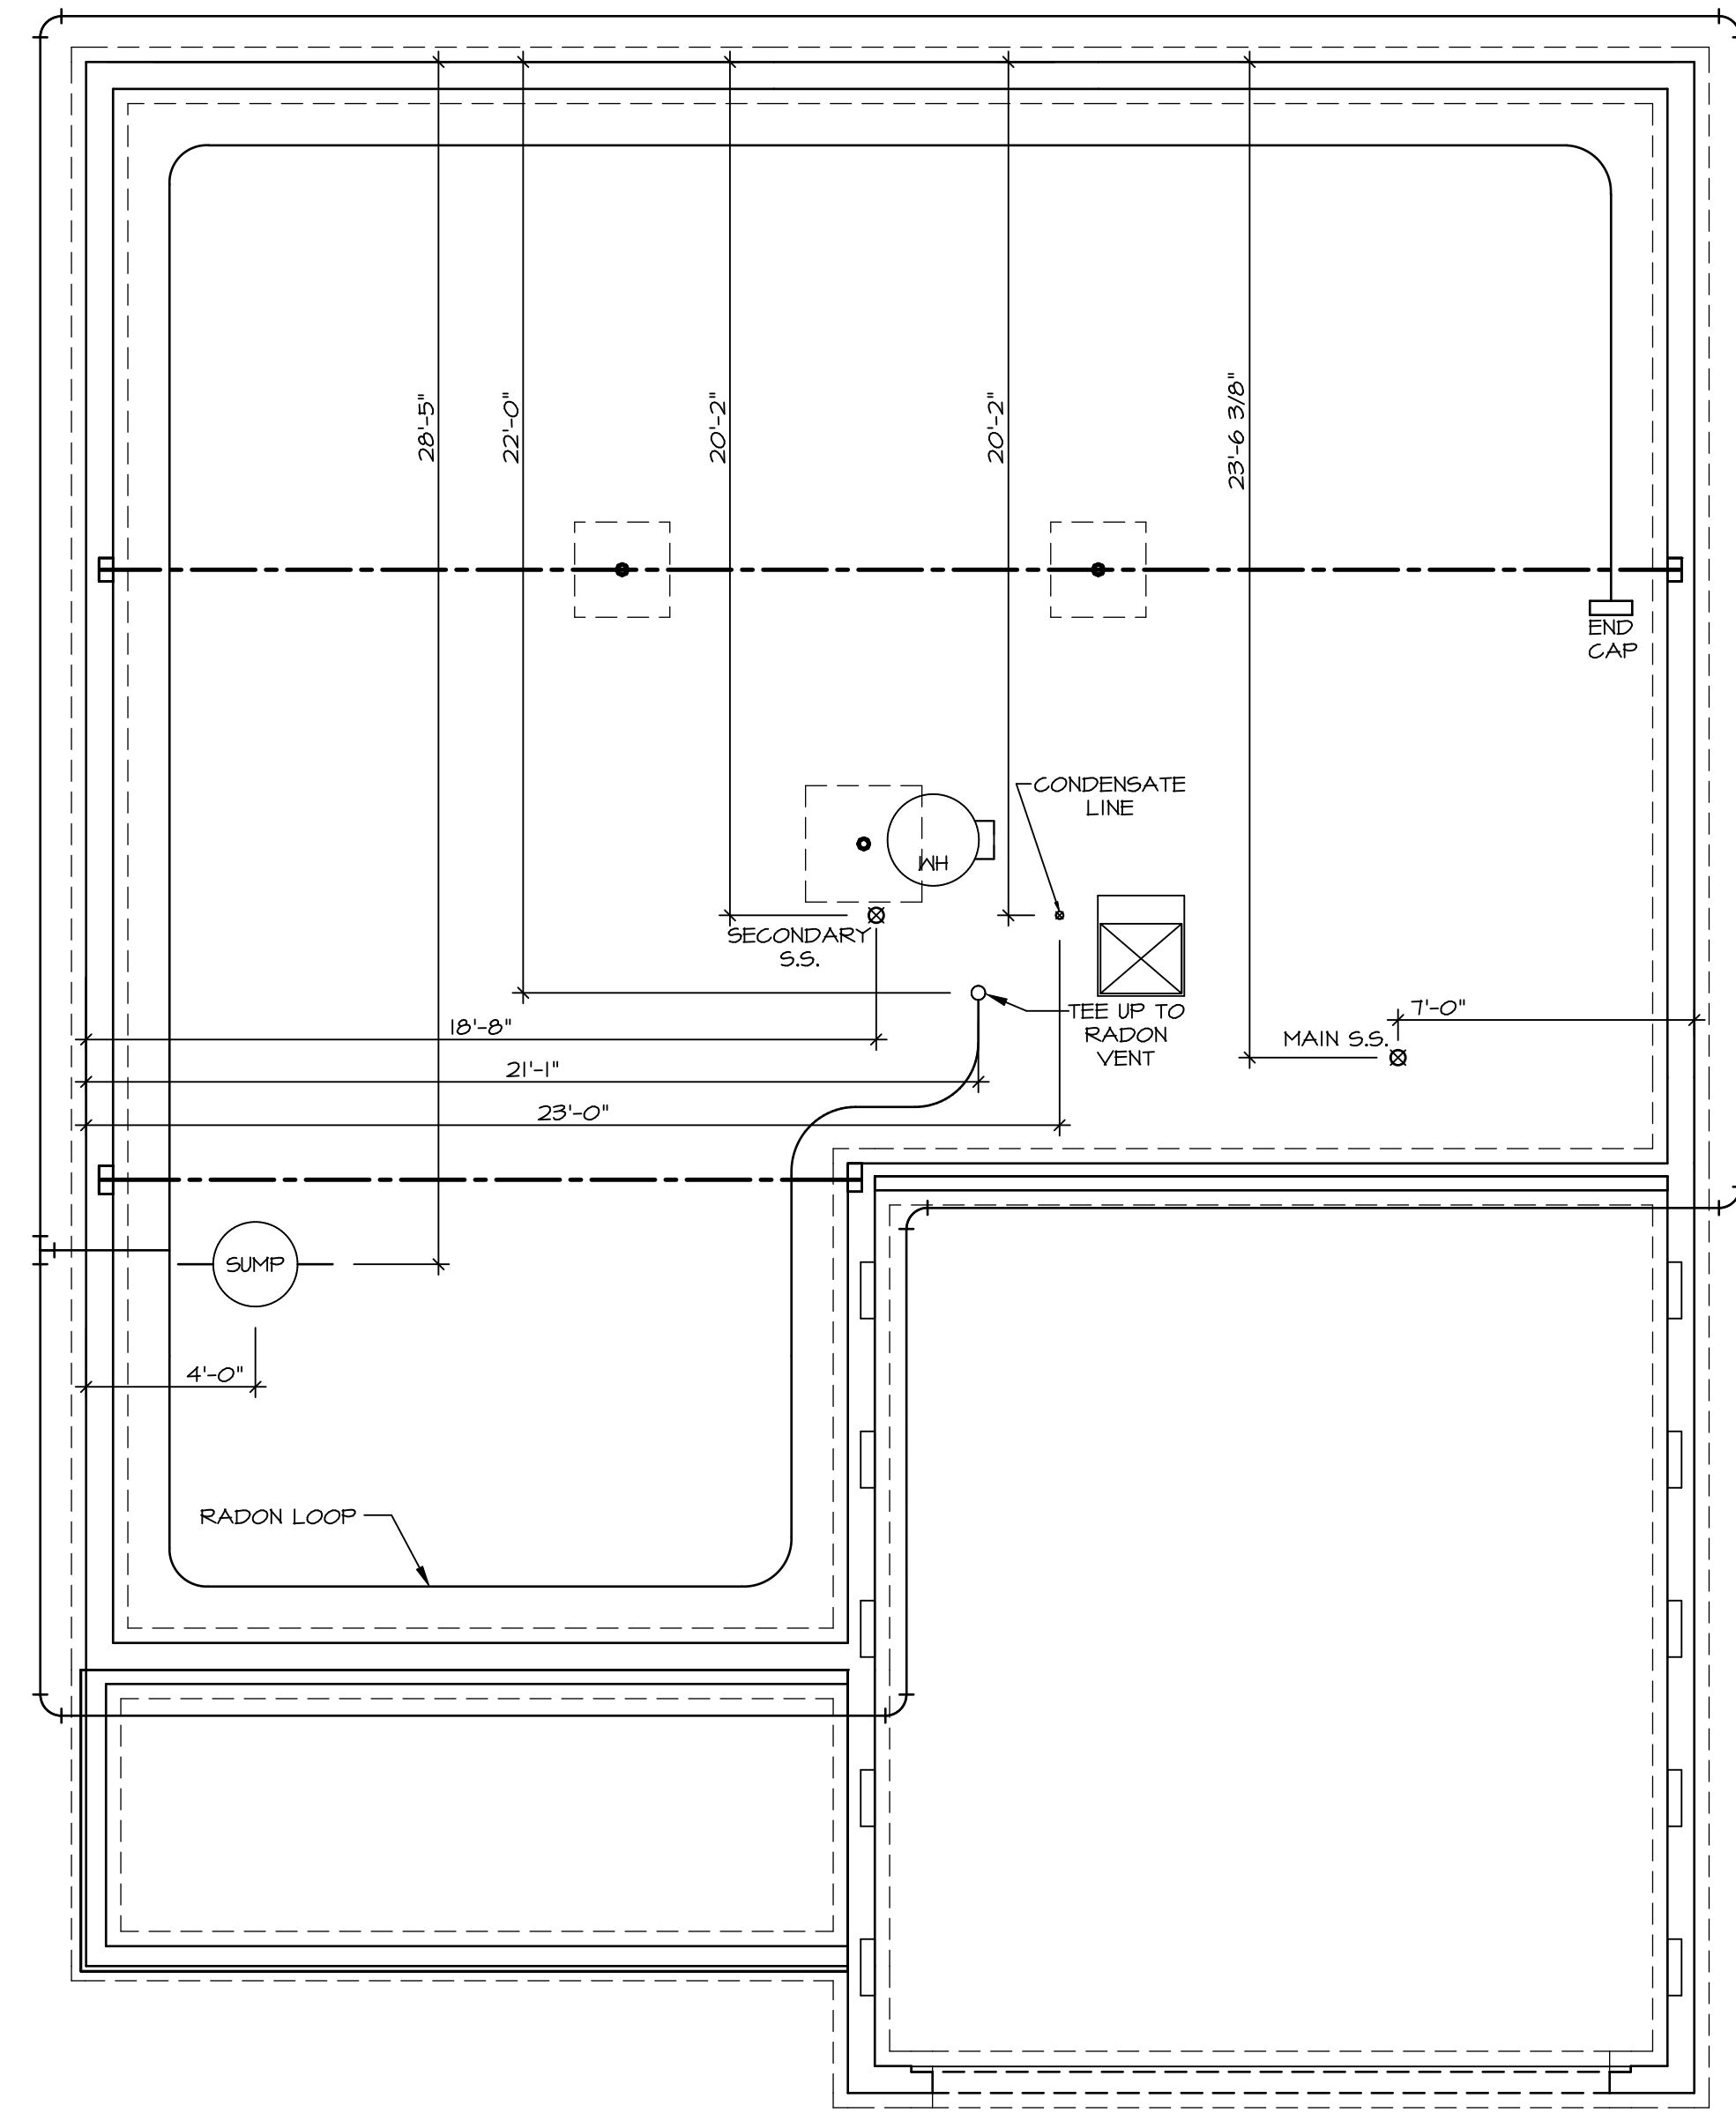 28'-5"
22'-0"
20'-2"
20'-2"
23'-6 3/8"
END
CAP
CONDENSATE
LINE
WH
SECONDARY
S.S.
TEE UP TO
RADON
VENT
7'-0"
MAIN S.S.
18'-8"
21'-1"
23'-0"
SUMP
4'-0"
RADON LOOP